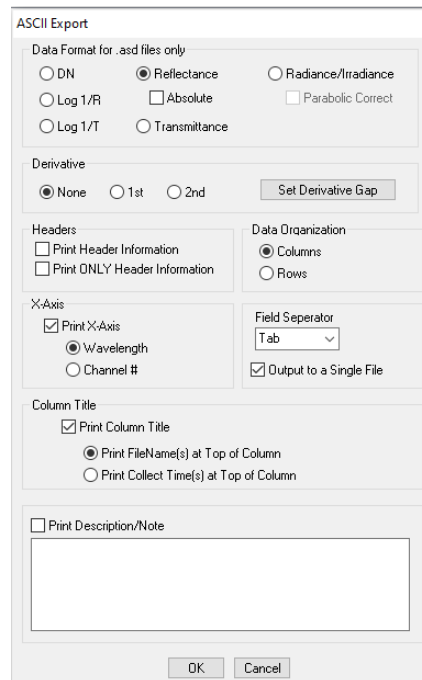 ASCII Export
Data Format for .asd files only
DN
Reflectance
Radiance/Irradiance
Log 1/R
Absolute
Parabolic Correct
Log 1/T
Transmittance
Derivative
None
1st
2nd
Set Derivative Gap
Headers
Print Header Information
Print ONLY Header Information
Data Organization
Columns
Rows
X-Axis
Print X-Axis
Wavelength
Channel #
Field Seperator
Tab
Output to a Single File
Column Title
Print Column Title
Print FileName(s) at Top of Column
Print Collect Time(s) at Top of Column
Print Description/Note
OK
Cancel